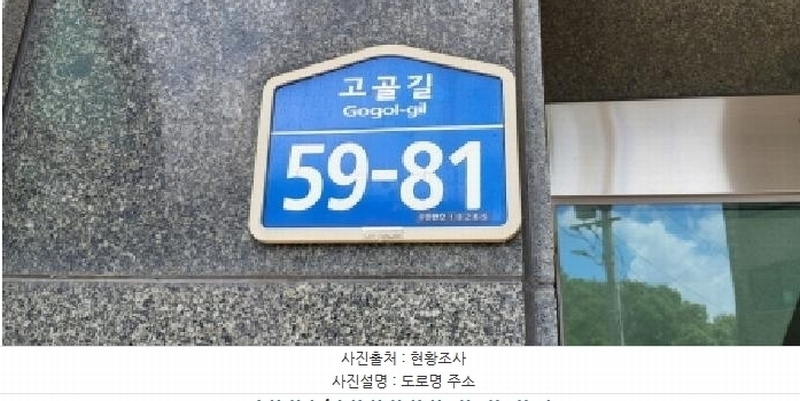 고골길
Gogol-gil
59-81
사진출처 : 현황조사
사진설명 : 도로명 주소